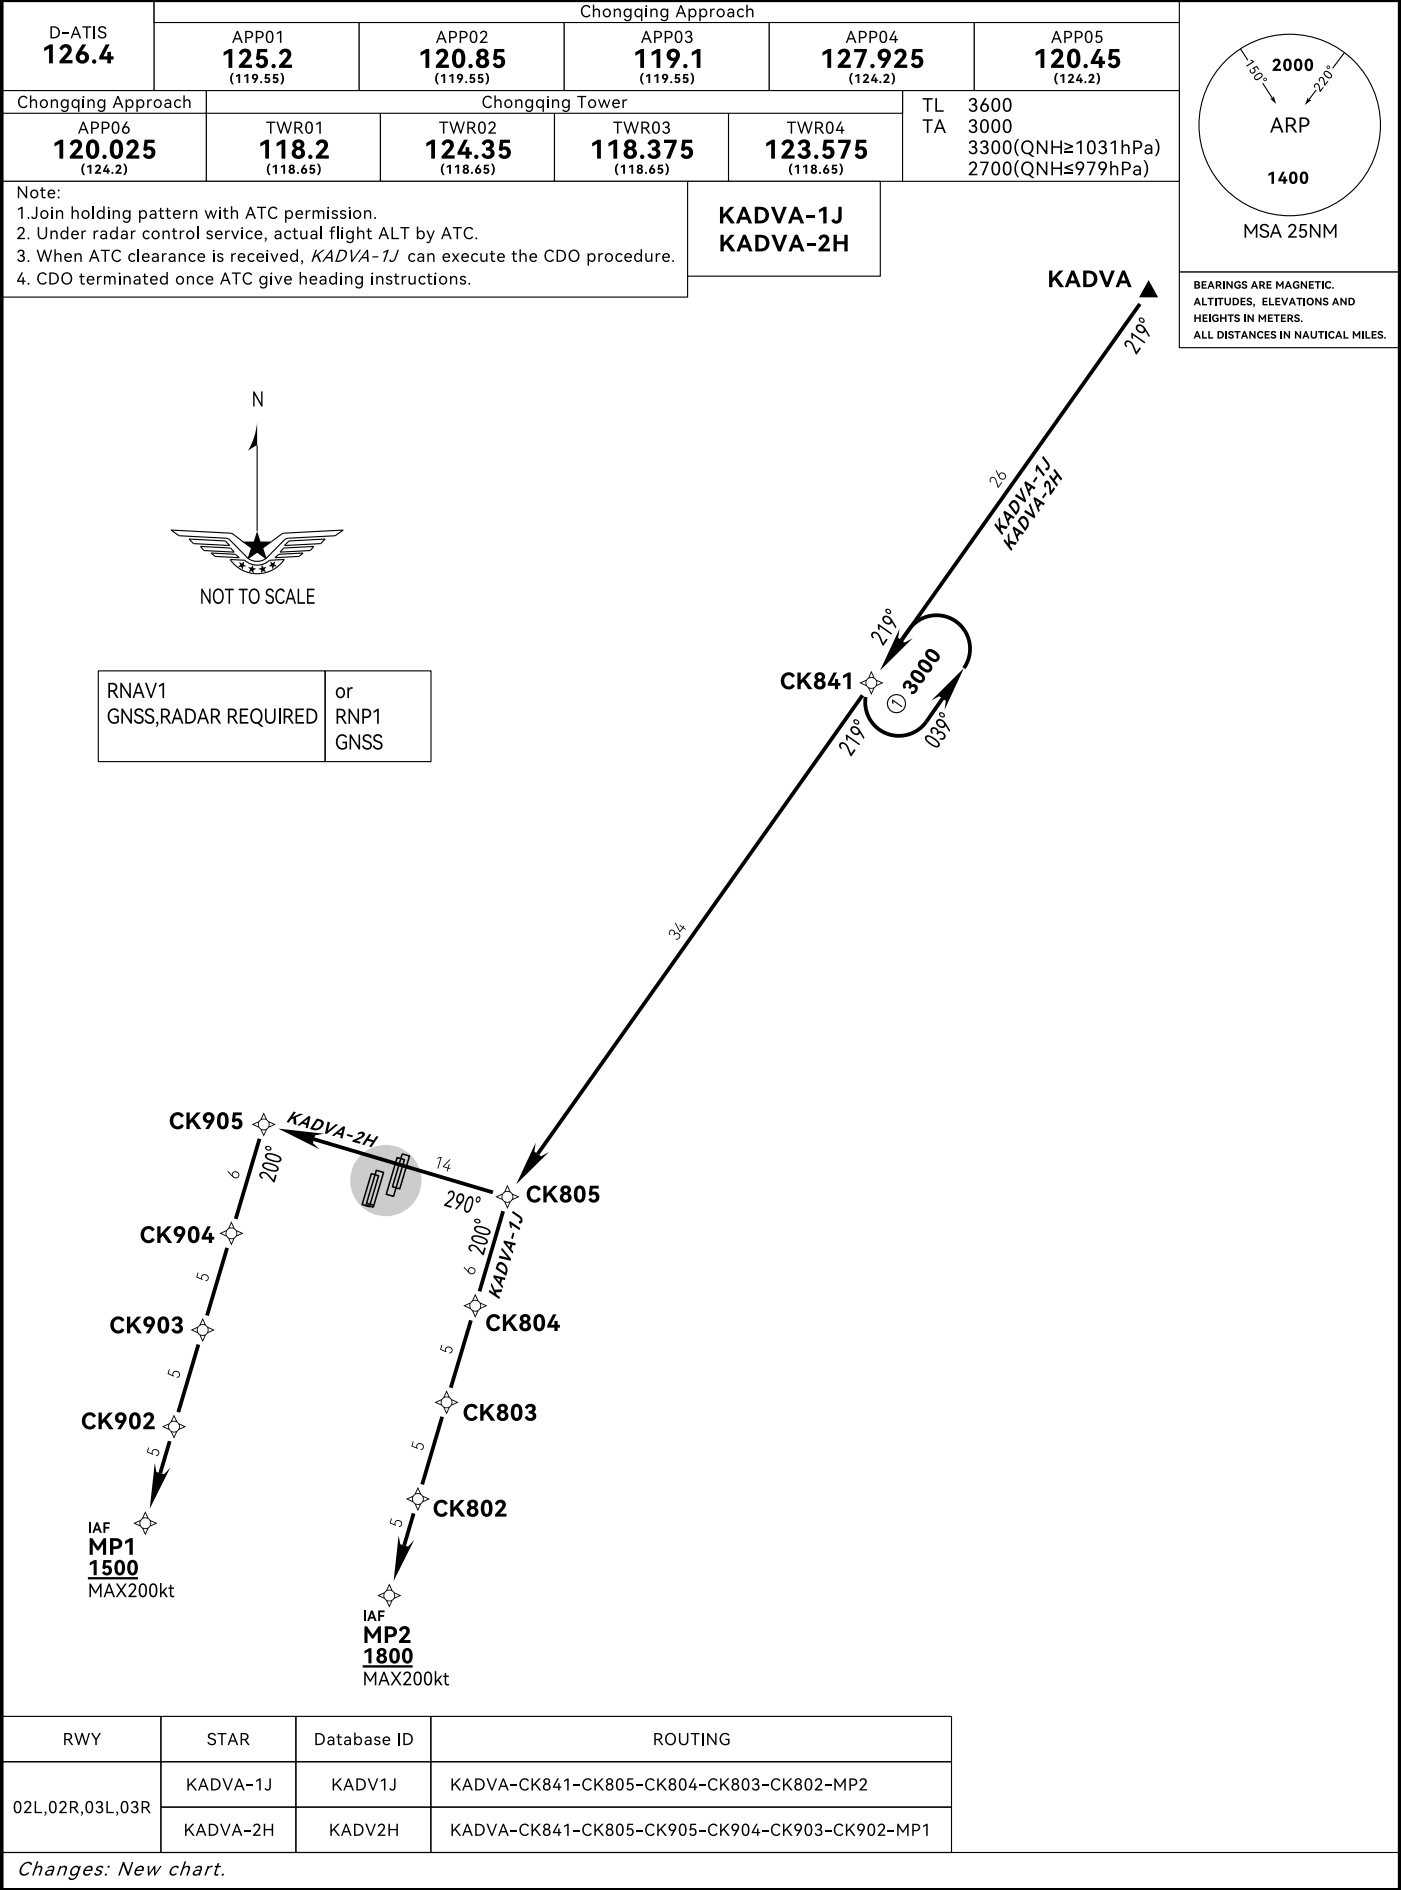 D-ATIS
126.4
Chongqing Approach
APP01
125.2
(119.55)
APP02
120.85
(119.55)
APP03
119.1
(119.55)
APP04
127.925
(124.2)
APP05
120.45
(124.2)
Chongqing Approach
APP06
120.025
(124.2)
Chongqing Tower
TWR01
118.2
(118.65)
TWR02
124.35
(118.65)
TWR03
118.375
(118.65)
TWR04
123.575
(118.65)
TL 3600
TA 3000
3300(QNH≥1031hPa)
2700(QNH≤979hPa)
150°
2000
220°
ARP
1400
MSA 25NM
BEARINGS ARE MAGNETIC.
ALTITUDES, ELEVATIONS AND
HEIGHTS IN METERS.
ALL DISTANCES IN NAUTICAL MILES.
Note:
1.Join holding pattern with ATC permission.
2. Under radar control service, actual flight ALT by ATC.
3. When ATC clearance is received, KADVA-1J can execute the CDO procedure.
4. CDO terminated once ATC give heading instructions.
KADVA-1J
KADVA-2H
KADVA
219°
N
NOT TO SCALE
26
KADVA-1J
KADVA-2H
RNAV1
GNSS,RADAR REQUIRED
or
RNP1
GNSS
219°
CK841
① 3000
219°
039°
34
CK905
KADVA-2H
14
290°
CK805
6
200°
200°
KADVA-1J
6
CK904
5
CK804
CK903
5
5
CK803
CK902
5
5
CK802
5
IAF
MP1
1500
MAX200kt
IAF
MP2
1800
MAX200kt
RWY STAR Database ID ROUTING
02L,02R,03L,03R
KADVA-1J KADV1J KADVA-CK841-CK805-CK804-CK803-CK802-MP2
KADVA-2H KADV2H KADVA-CK841-CK805-CK905-CK904-CK903-CK902-MP1
Changes: New chart.